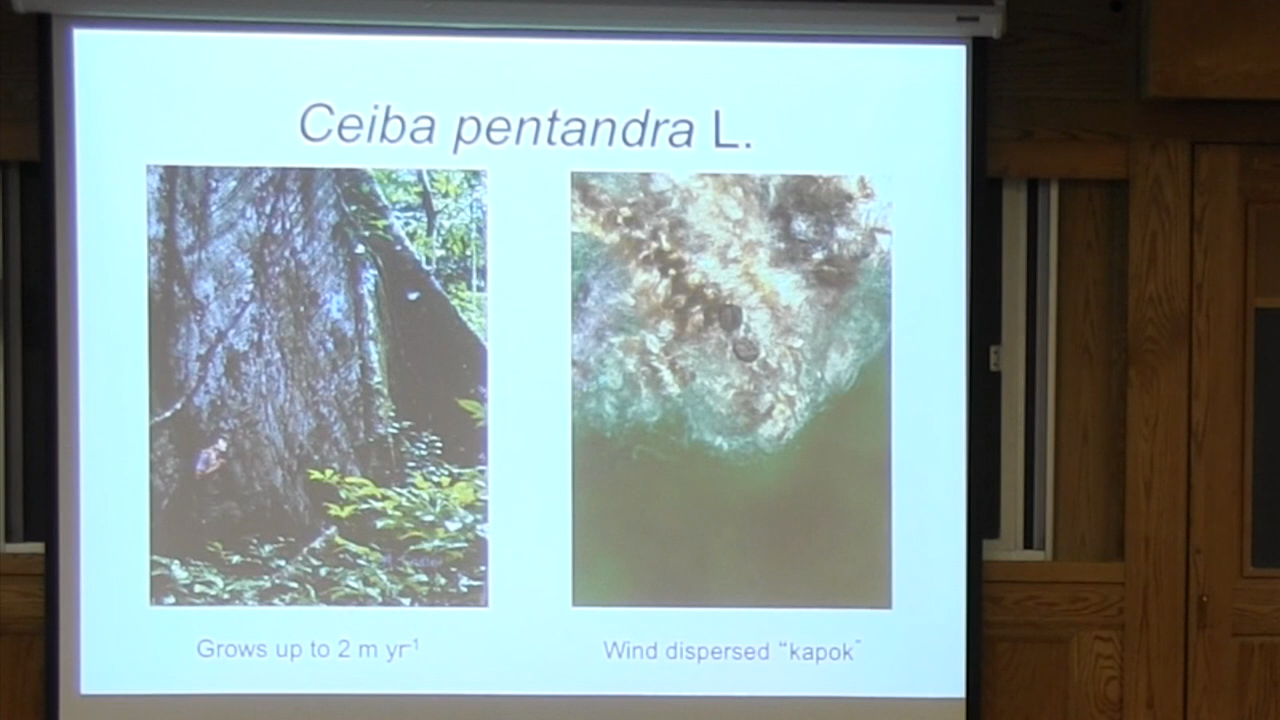 Ceiba pentandra L.
Grows up to 2 m yr⁻¹
Wind dispersed "kapok"